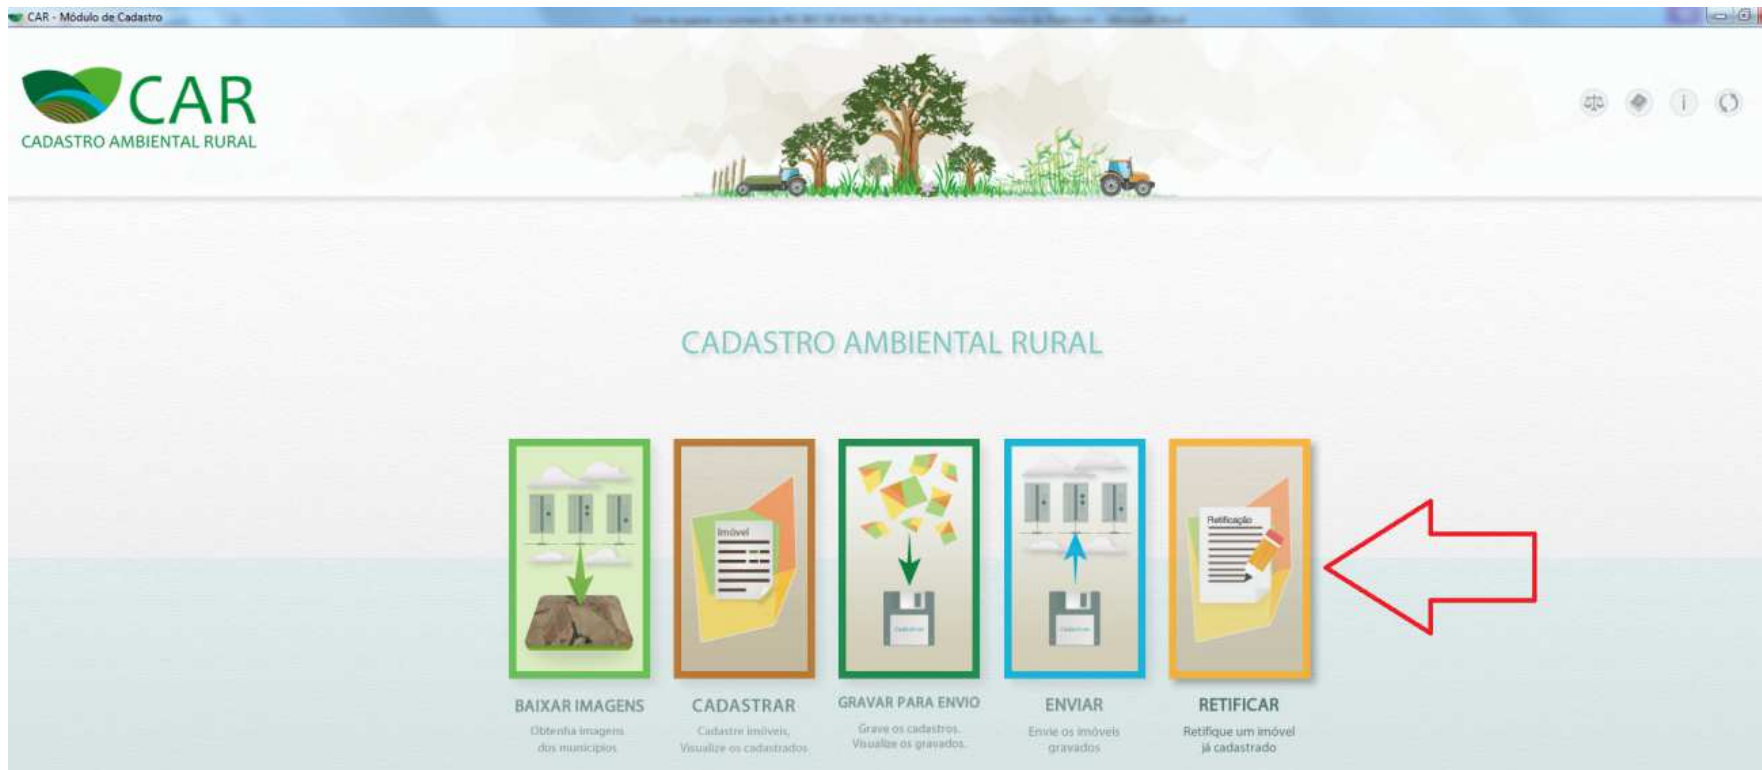 CAR - Módulo de Cadastro
CAR
CADASTRO AMBIENTAL RURAL
i
CADASTRO AMBIENTAL RURAL
Imóvel
Retificação
BAIXAR IMAGENS
Obtenha imagens
dos municípios
CADASTRAR
Cadastre imóveis,
Visualize os cadastrados
GRAVAR PARA ENVIO
Grave os cadastros.
Visualize os gravados.
ENVIAR
Envie os imóveis
gravados
RETIFICAR
Retifique um imóvel
já cadastrado